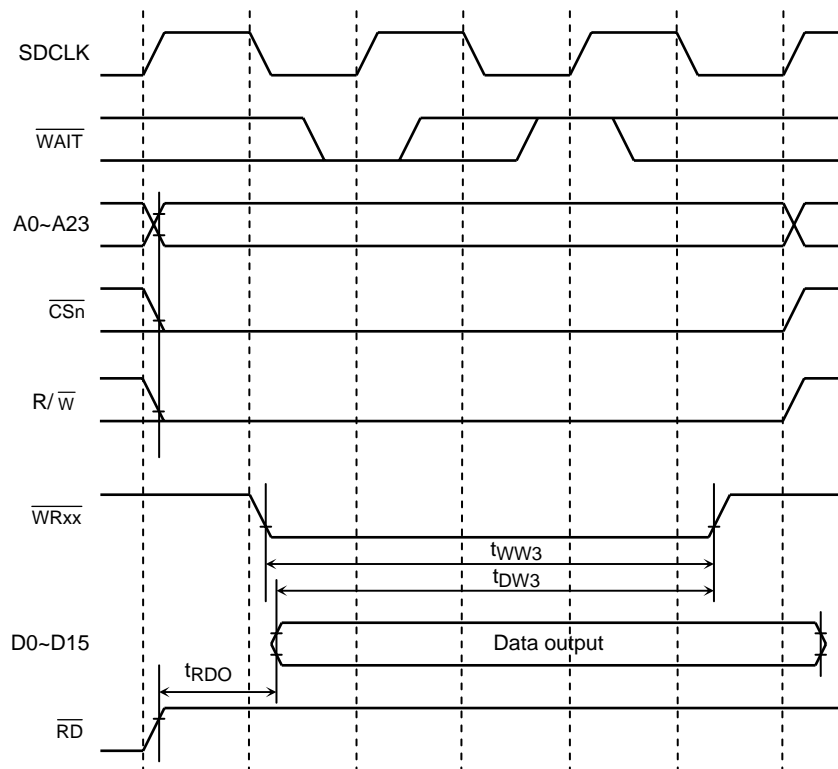 SDCLK
WAIT
A0~A23
CSn
R/ W
WRxx
tWW3
tDW3
D0~D15
Data output
tRDO
RD